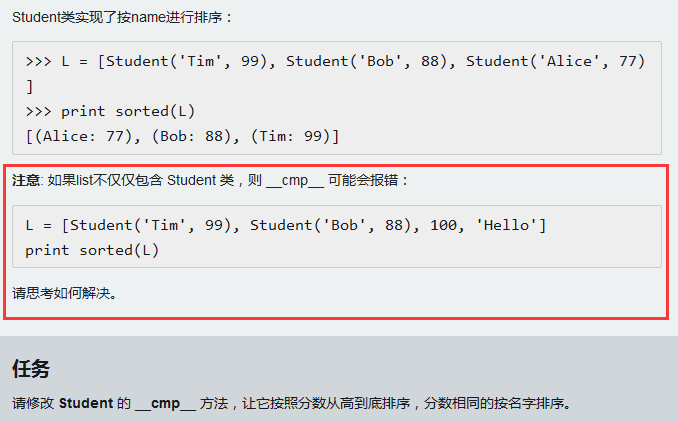 Student类实现了按name进行排序：
>>> L = [Student('Tim', 99), Student('Bob', 88), Student('Alice', 77)
]
>>> print sorted(L)
[(Alice: 77), (Bob: 88), (Tim: 99)]
注意: 如果list不仅仅包含 Student 类，则 __cmp__ 可能会报错：
L = [Student('Tim', 99), Student('Bob', 88), 100, 'Hello']
print sorted(L)
请思考如何解决。
任务
请修改 Student 的 __cmp__ 方法，让它按照分数从高到底排序，分数相同的按名字排序。